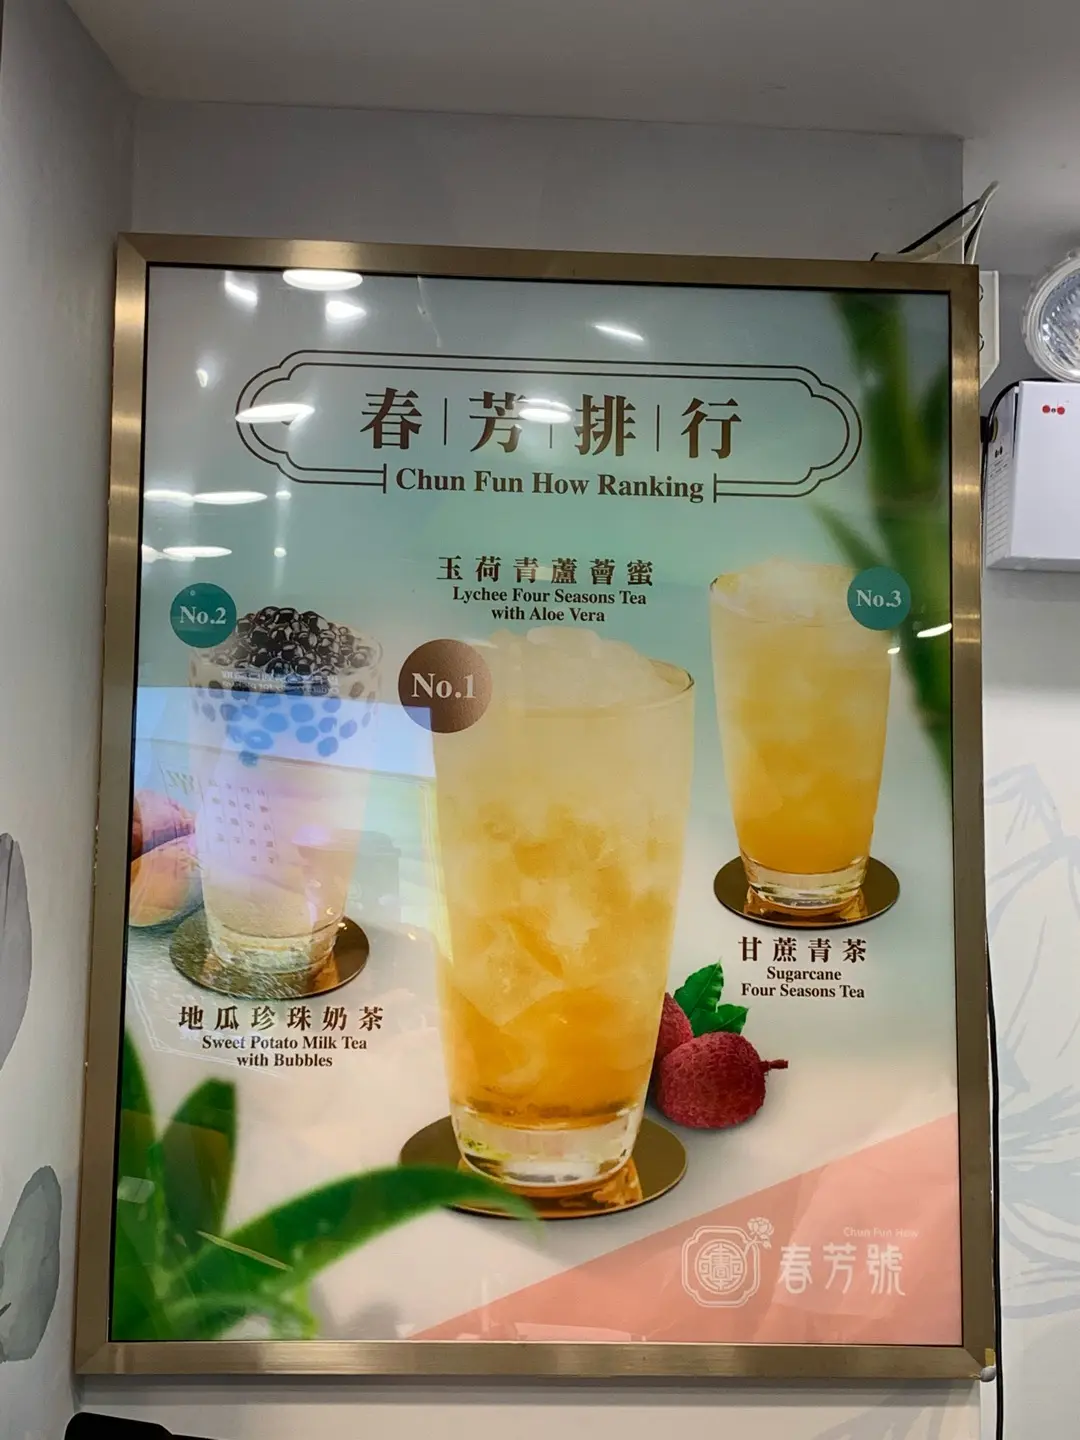 春芳排行
Chun Fun How Ranking
玉荷青蘆薈蜜
Lychee Four Seasons Tea
with Aloe Vera
No.1
No.2
地瓜珍珠奶茶
Sweet Potato Milk Tea
with Bubbles
No.3
甘蔗青茶
Sugarcane
Four Seasons Tea
Chun Fun How
春芳號